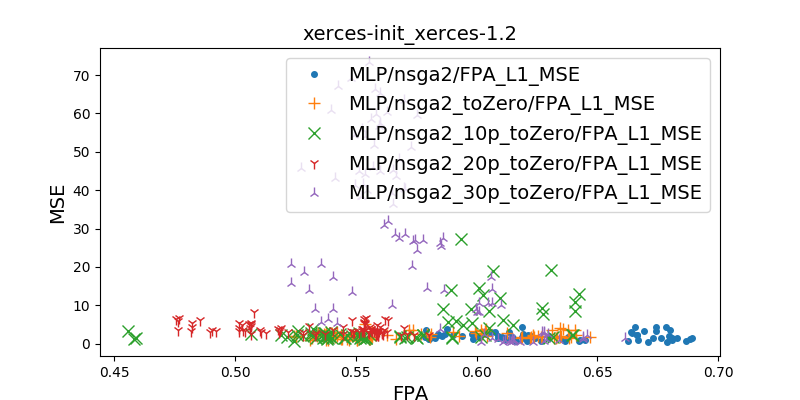 xerces-init_xerces-1.2
MLP/nsga2/FPA_L1_MSE
MLP/nsga2_toZero/FPA_L1_MSE
MLP/nsga2_10p_toZero/FPA_L1_MSE
MLP/nsga2_20p_toZero/FPA_L1_MSE
MLP/nsga2_30p_toZero/FPA_L1_MSE
MSE
70
60
50
40
30
20
10
0
0.45 0.50 0.55 0.60 0.65 0.70
FPA